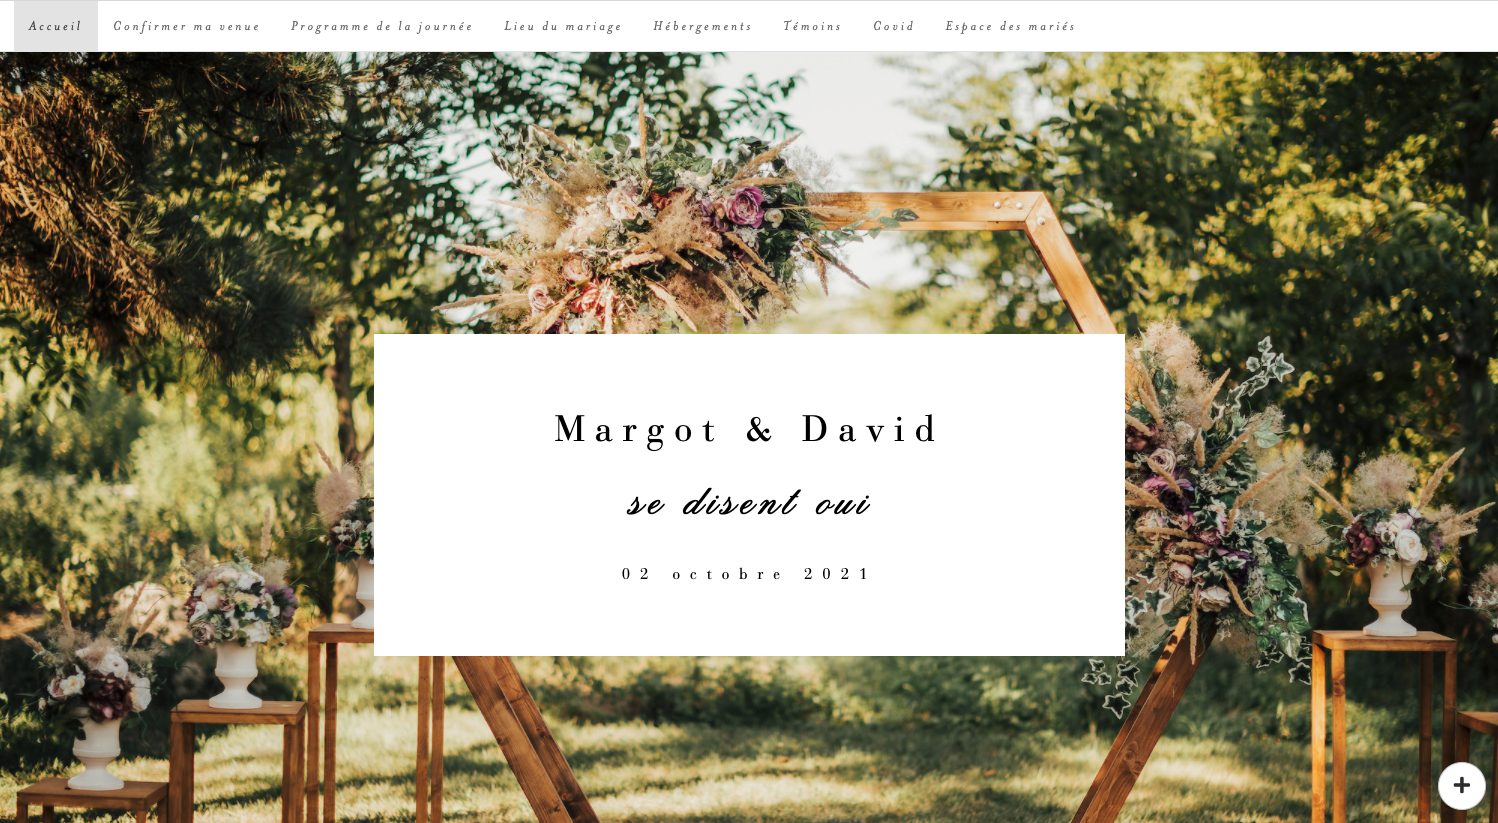 Accueil Confirmer ma venue Programme de la journée Lieu du mariage Hébergements Témoins Covid Espace des mariés
Margot & David
se disent oui
02 octobre 2021